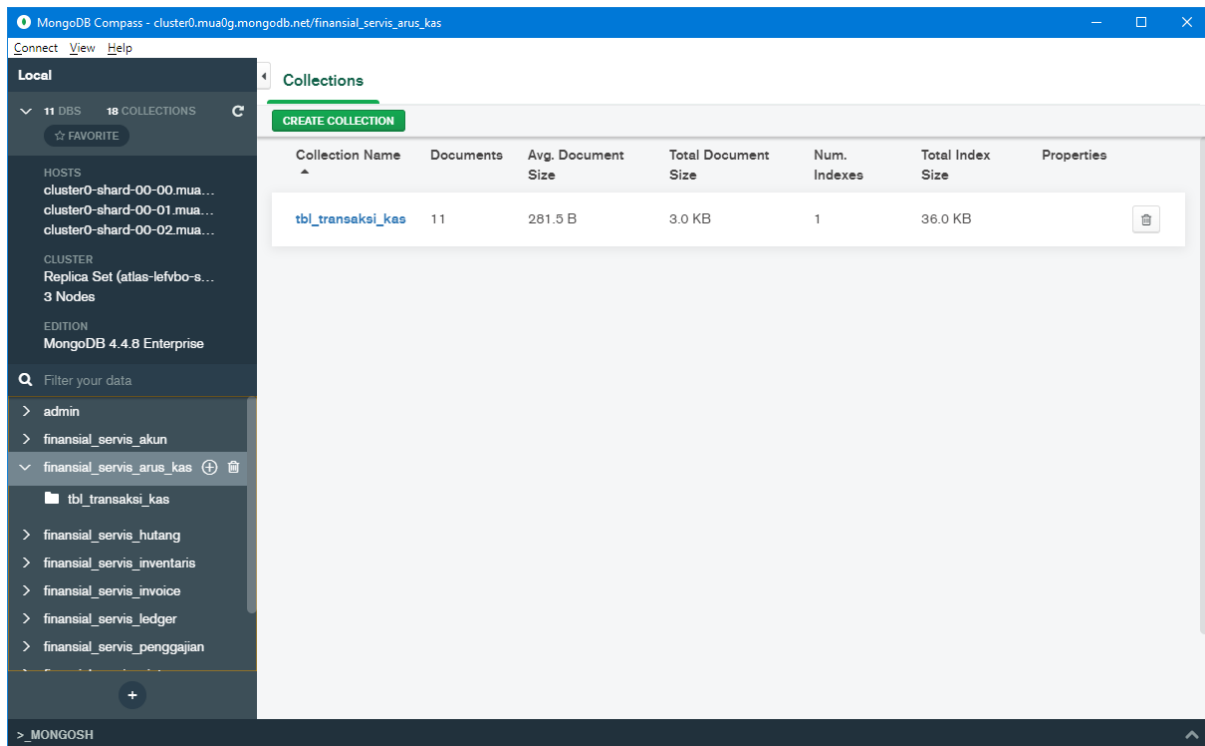 MongoDB Compass - cluster0.mua0g.mongodb.net/finansial_servis_arus_kas
Connect View Help
Local
11 DBS 18 COLLECTIONS
☆ FAVORITE
HOSTS
cluster0-shard-00-00.mua...
cluster0-shard-00-01.mua...
cluster0-shard-00-02.mua...
CLUSTER
Replica Set (atlas-lefvbo-s...
3 Nodes
EDITION
MongoDB 4.4.8 Enterprise
Filter your data
admin
finansial_servis_akun
finansial_servis_arus_kas
tbl_transaksi_kas
finansial_servis_hutang
finansial_servis_inventaris
finansial_servis_invoice
finansial_servis_ledger
finansial_servis_penggajian
+
Collections
CREATE COLLECTION
Collection Name Documents Avg. Document Size Total Document Size Num. Indexes Total Index Size Properties
tbl_transaksi_kas 11 281.5 B 3.0 KB 1 36.0 KB
>_MONGOSH